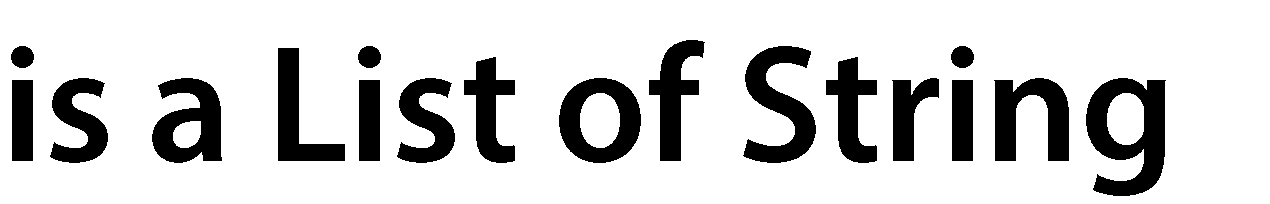 is a List of String